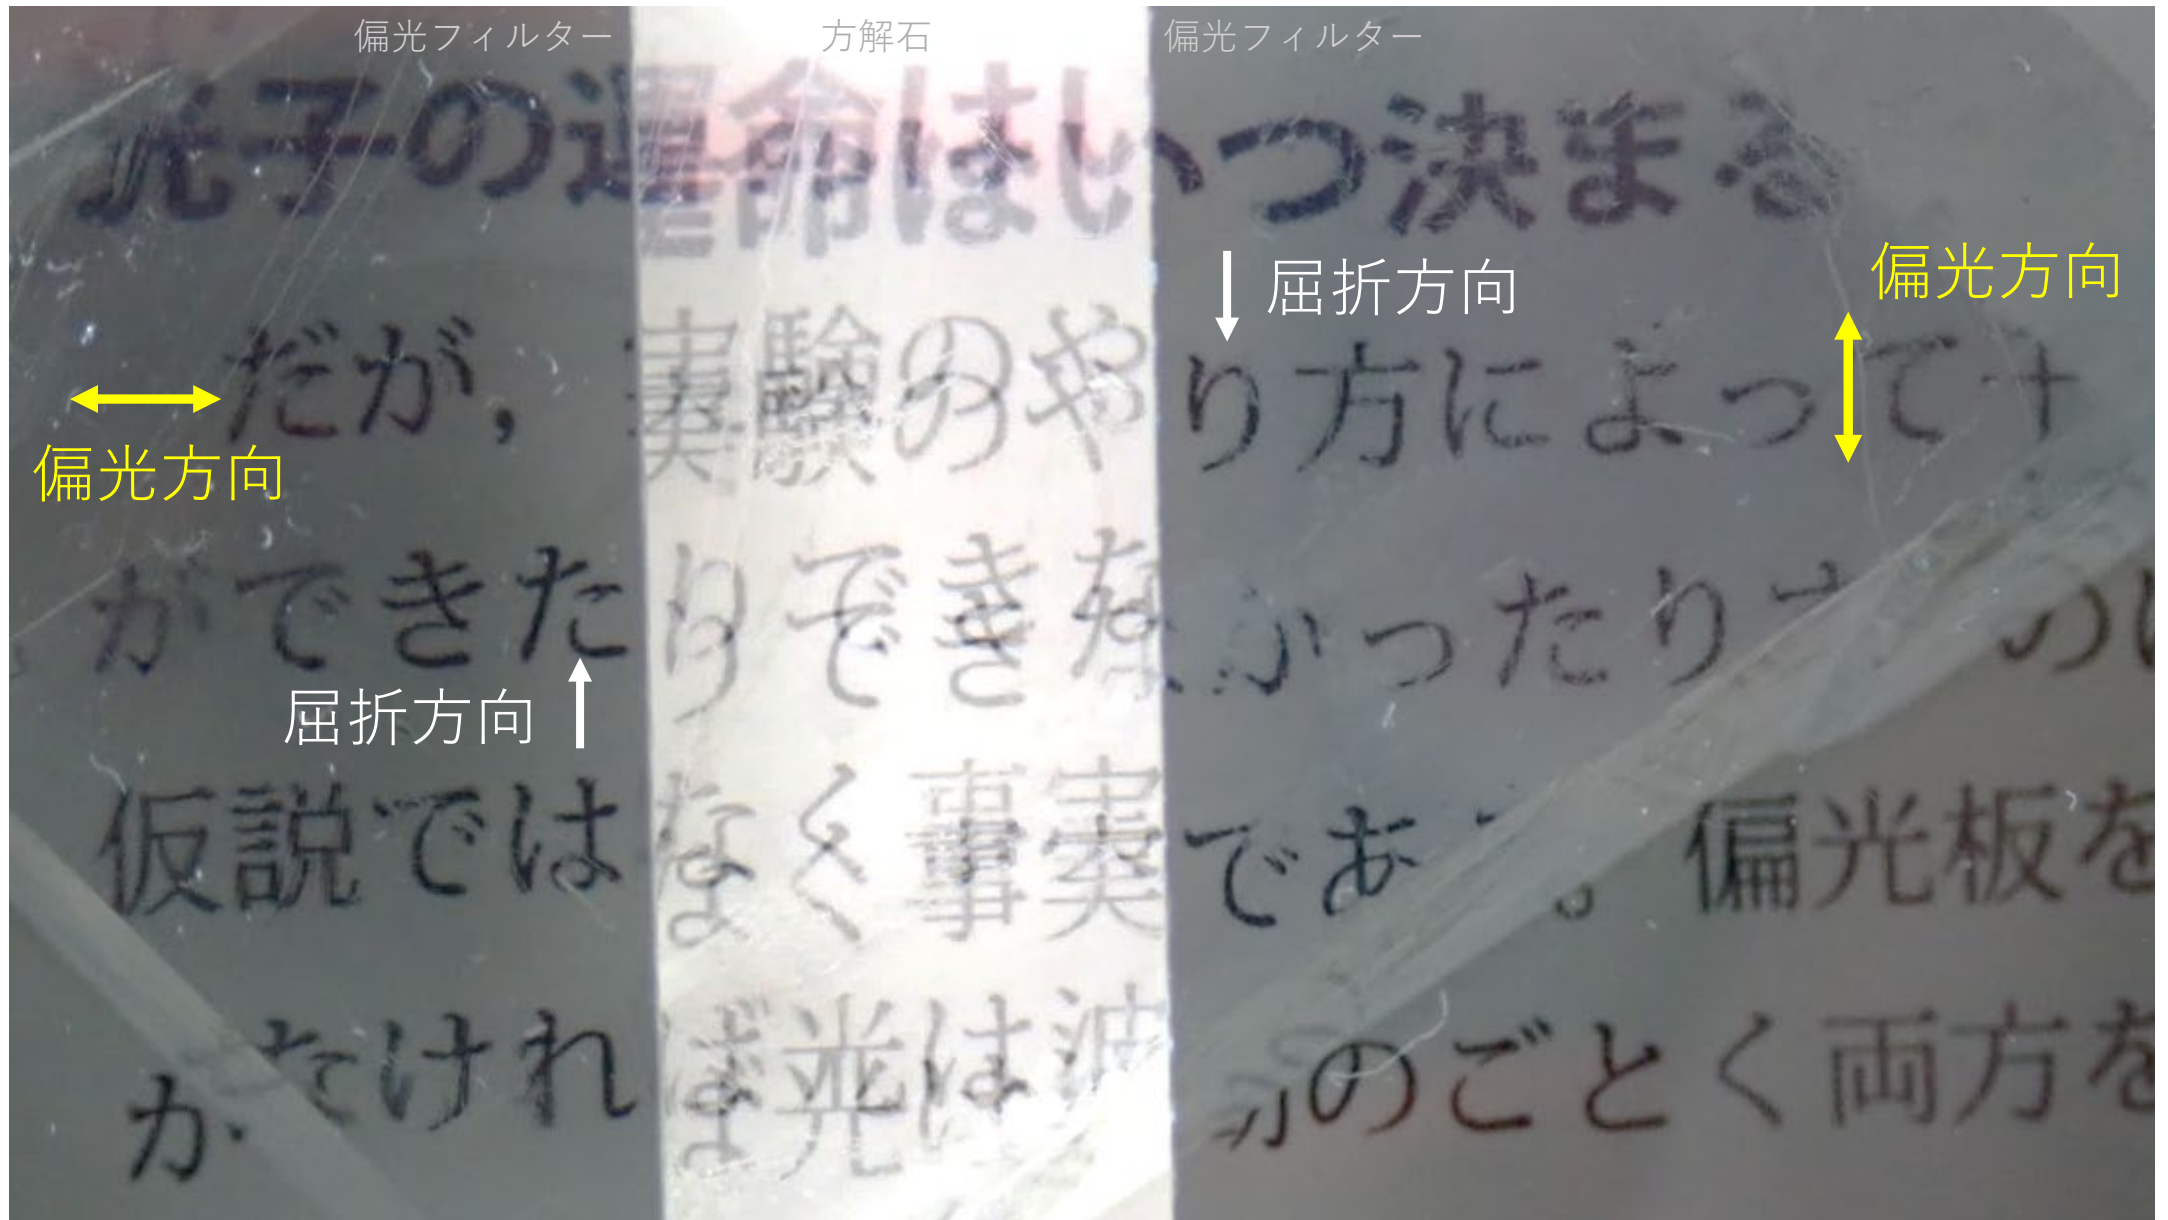 偏光フィルター 方解石 偏光フィルター
光子の運命はいつ決まる
屈折方向
偏光方向
だが, 実験のやり方によって
偏光方向
ができたりできなかったり のは
屈折方向
仮説ではなく事実である。偏光板を
なければ光は波 のごとく両方を
か